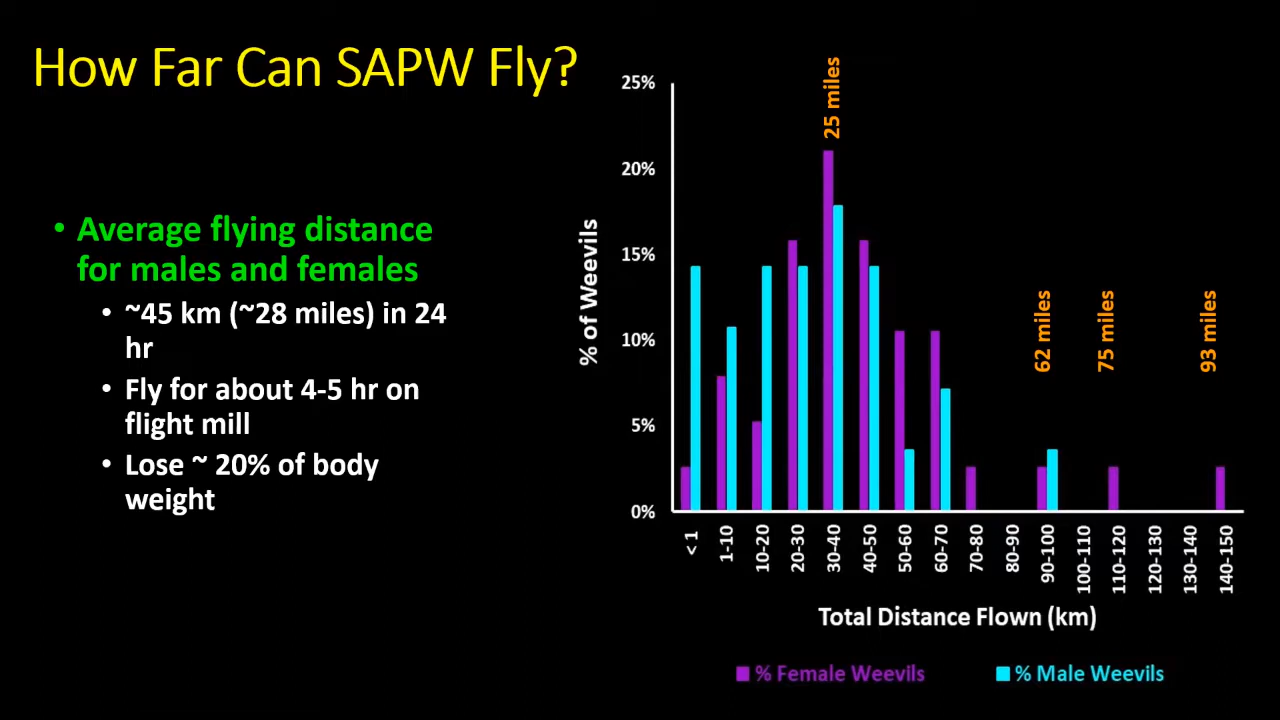 How Far Can SAPW Fly?
• Average flying distance
for males and females
• ~45 km (~28 miles) in 24
hr
• Fly for about 4-5 hr on
flight mill
• Lose ~ 20% of body
weight
% of Weevils
25%
20%
15%
10%
5%
0%
25 miles
62 miles
75 miles
93 miles
< 1
1-10
10-20
20-30
30-40
40-50
50-60
60-70
70-80
80-90
90-100
100-110
110-120
120-130
130-140
140-150
Total Distance Flown (km)
% Female Weevils
% Male Weevils